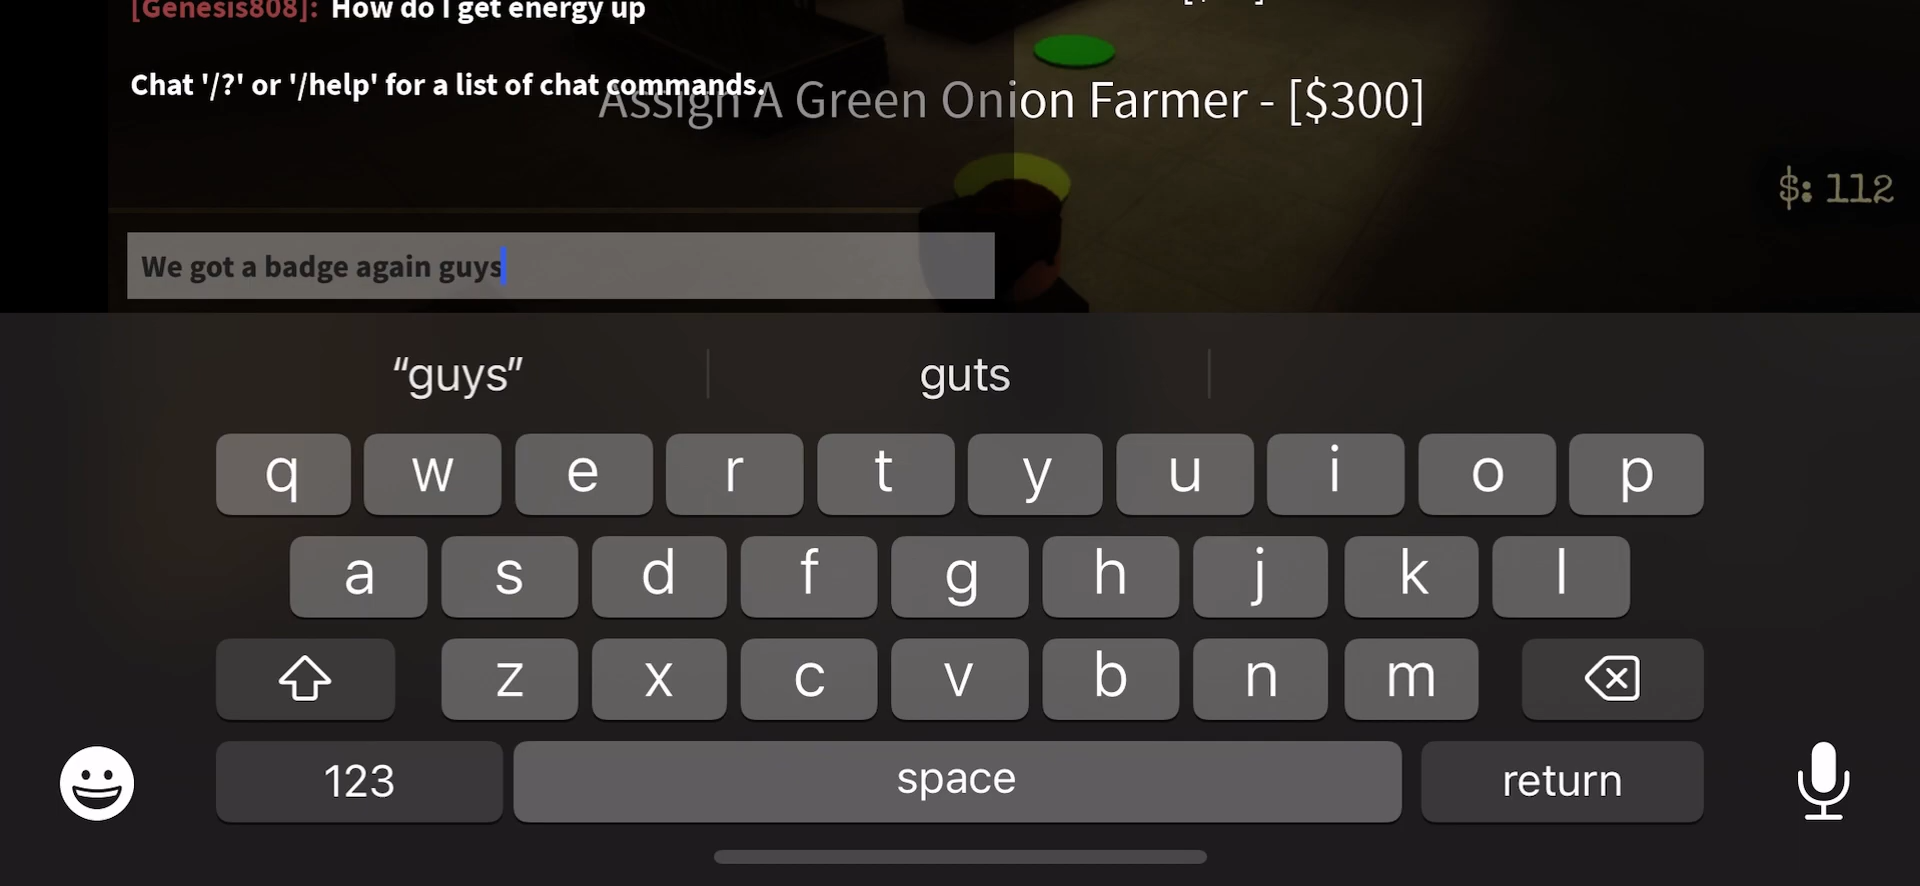 [Genesis808]: How do I get energy up
Chat '/?' or '/help' for a list of chat commands.
Assign A Green Onion Farmer - [$300]
$: 112
We got a badge again guys
“guys” guts
q w e r t y u i o p
a s d f g h j k l
z x c v b n m
123 space return